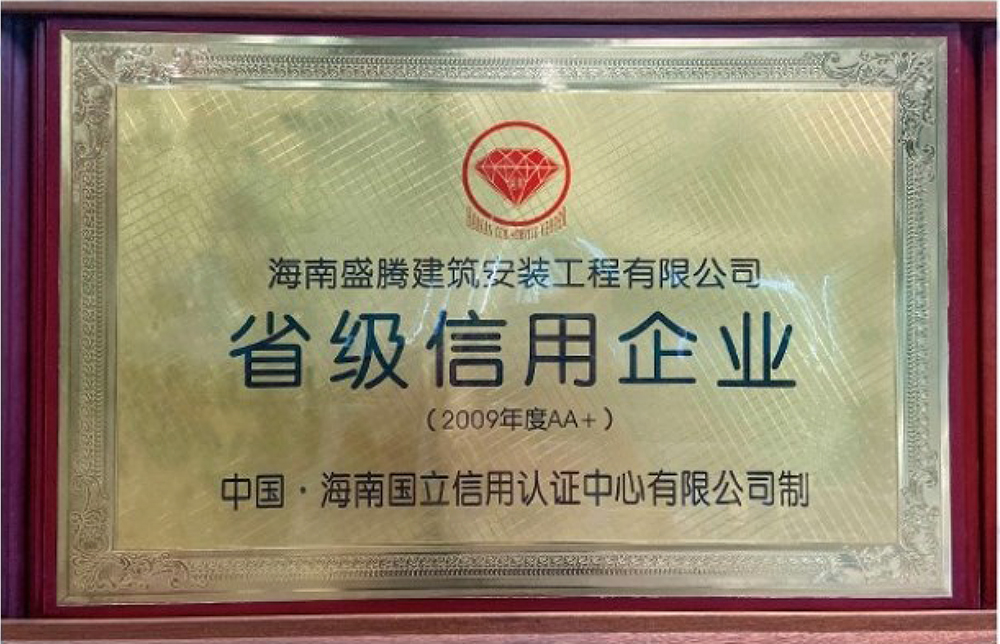 海南盛腾建筑安装工程有限公司
省级信用企业
（2009年度AA+）
中国·海南国立信用认证中心有限公司制